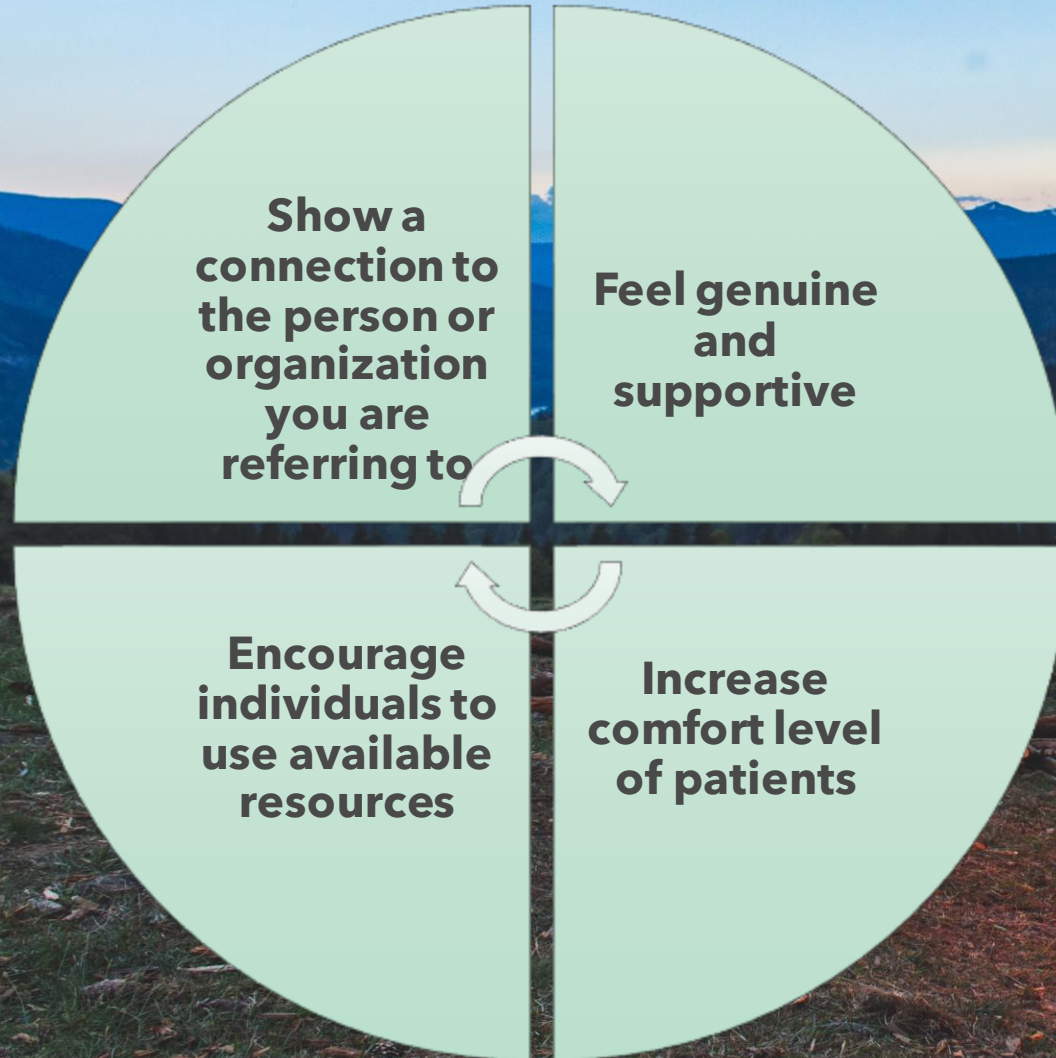 Show a
connection to
the person or
organization
you are
referring to
Feel genuine
and
supportive
Encourage
individuals to
use available
resources
Increase
comfort level
of patients